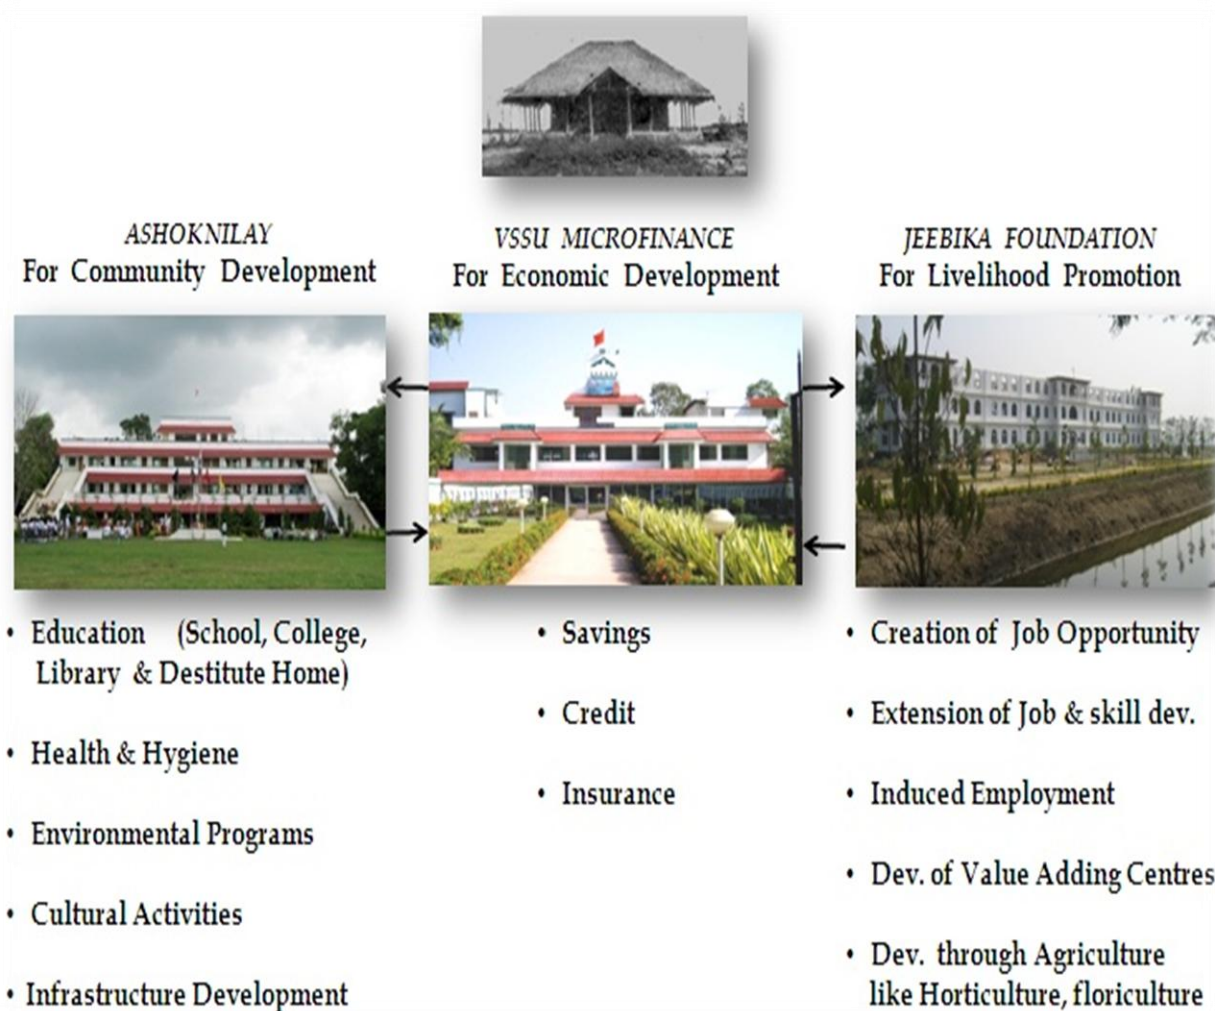 ASHOKNILAY
For Community Development
VSSU MICROFINANCE
For Economic Development
JEEBIKA FOUNDATION
For Livelihood Promotion
• Education (School, College,
Library & Destitute Home)
• Health & Hygiene
• Environmental Programs
• Cultural Activities
• Infrastructure Development
• Savings
• Credit
• Insurance
• Creation of Job Opportunity
• Extension of Job & skill dev.
• Induced Employment
• Dev. of Value Adding Centres
• Dev. through Agriculture
like Horticulture, floriculture